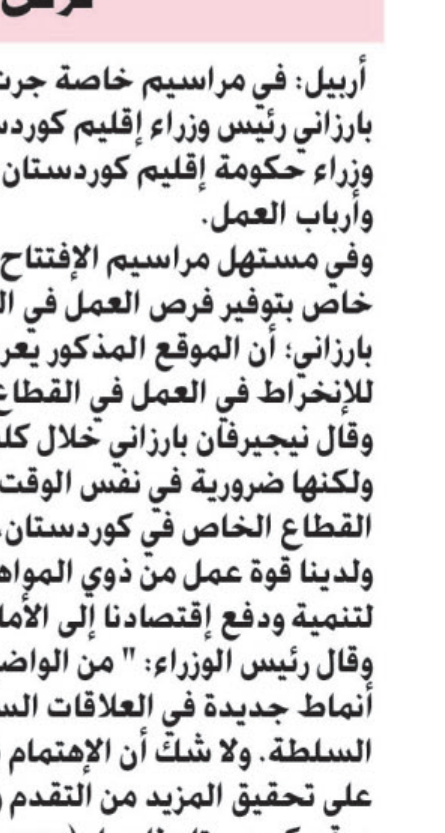 أربيل: في مراسيم خاصة جرت
بارزاني رئيس وزراء إقليم كوردس
وزراء حكومة إقليم كوردستان
وأرباب العمل.
وفي مستهل مراسيم الإفتتاح
خاص بتوفير فرص العمل في ال
بارزاني: أن الموقع المذكور يعر
للإنخراط في العمل في القطاع
وقال نيجيرفان بارزاني خلال كل
ولكنها ضرورية في نفس الوقت
القطاع الخاص في كوردستان.
ولدينا قوة عمل من ذوي المواه
لتنمية ودفع إقتصادنا إلى الأما
وقال رئيس الوزراء: " من الواض
أنماط جديدة في العلاقات الس
السلطة. ولا شك أن الإهتمام
على تحقيق المزيد من التقدم